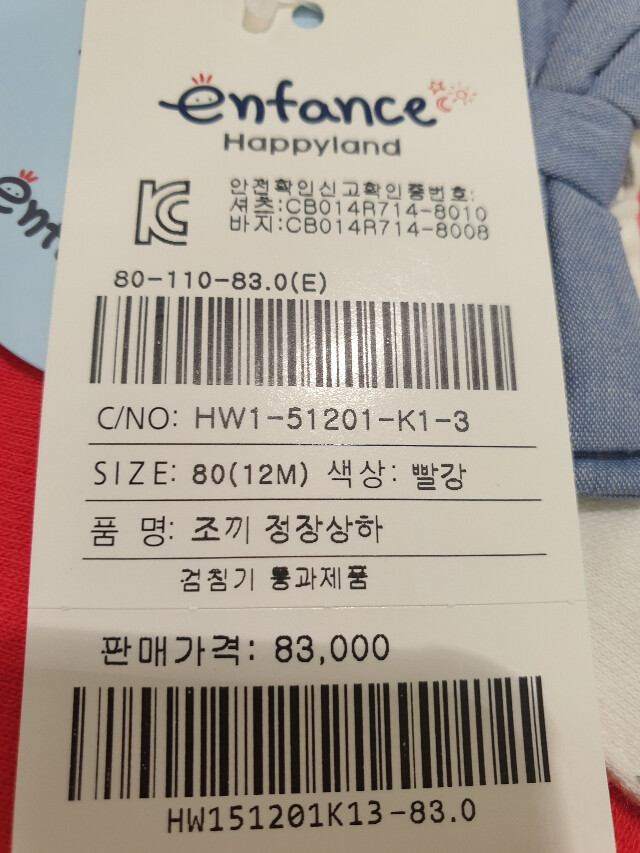 enfance
Happyland
안전확인신고확인증번호:
셔츠:CB014R714-8010
바지:CB014R714-8008
80-110-83.0(E)
C/NO: HW1-51201-K1-3
SIZE: 80(12M) 색상: 빨강
품 명: 조끼 정장상하
검침기 통과제품
판매가격: 83,000
HW151201K13-83.0